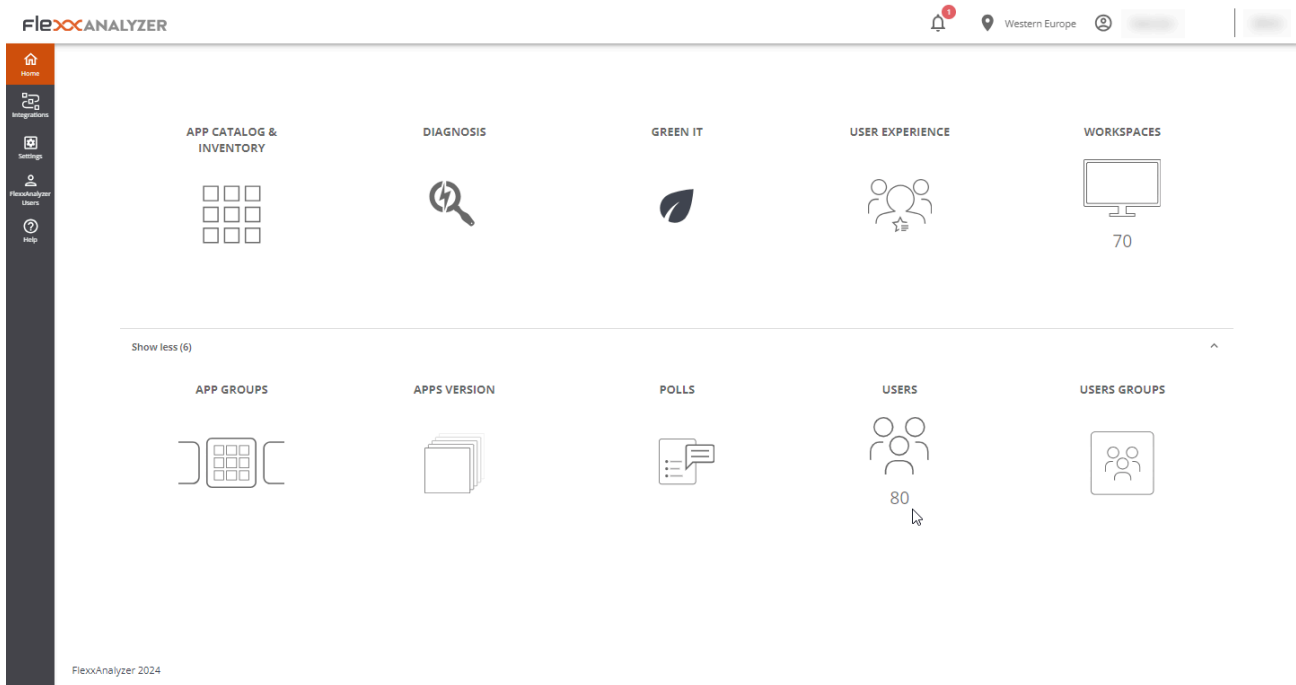 FlexxANALYZER
1
Western Europe
Home
Integrations
Settings
FlexxAnalyzer
Users
Help
APP CATALOG &
INVENTORY
DIAGNOSIS
GREEN IT
USER EXPERIENCE
WORKSPACES
70
Show less (6)
APP GROUPS
APPS VERSION
POLLS
USERS
USERS GROUPS
80
FlexxAnalyzer 2024